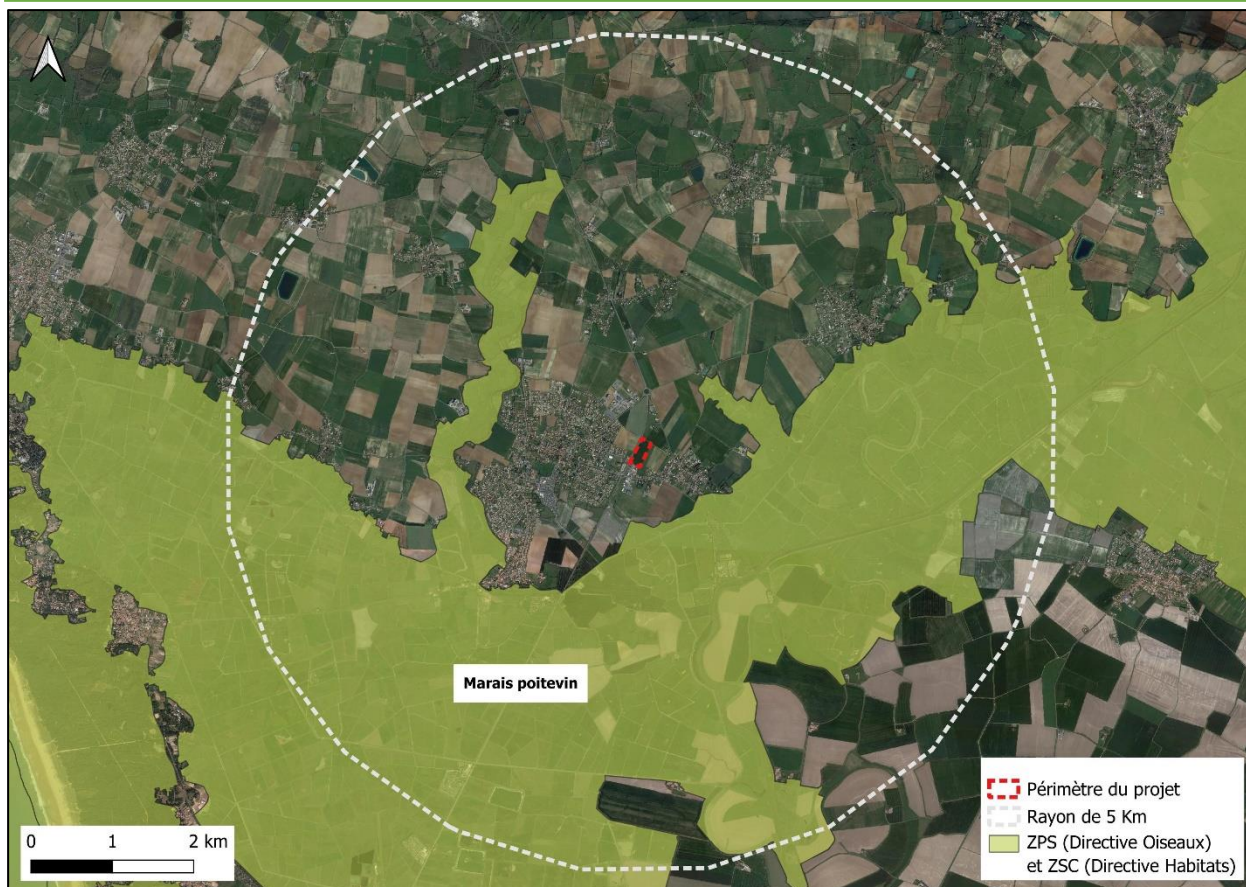 Marais poitevin
Périmètre du projet
Rayon de 5 Km
ZPS (Directive Oiseaux)
et ZSC (Directive Habitats)
0 1 2 km